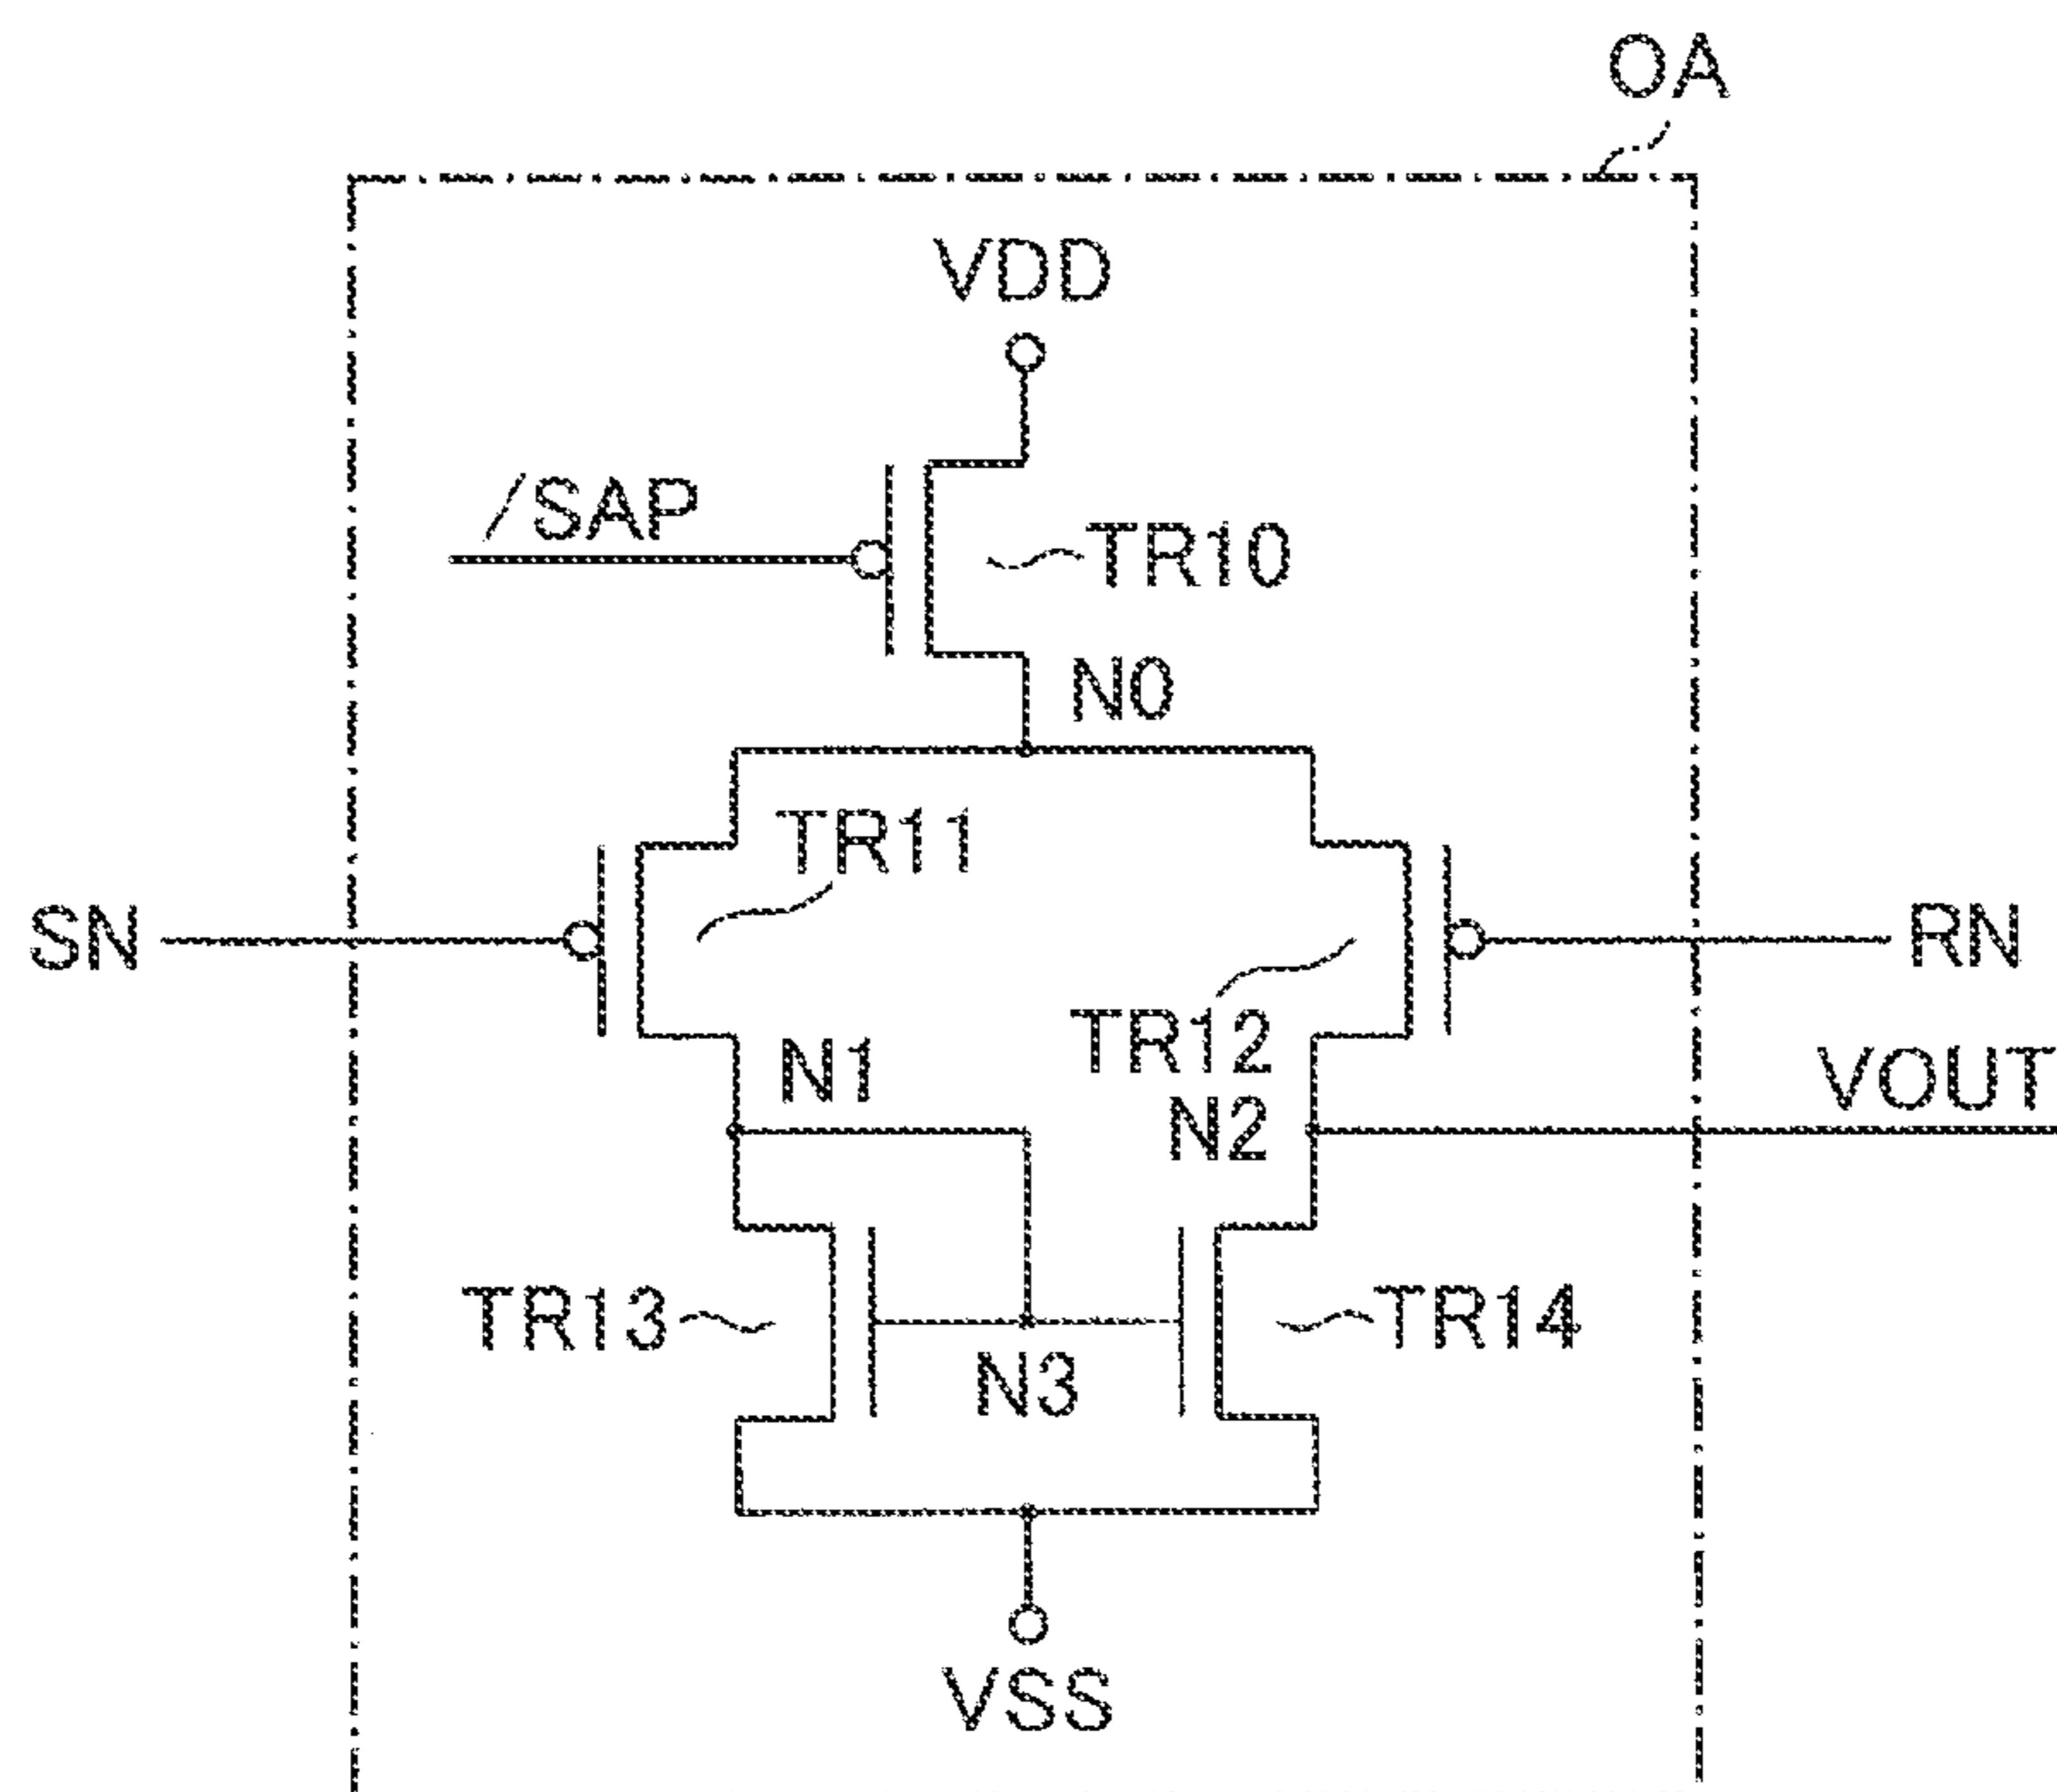 OA
VDD
/SAP
TR10
N0
TR11
SN
RN
TR12
N1
VOUT
N2
TR13
TR14
N3
VSS